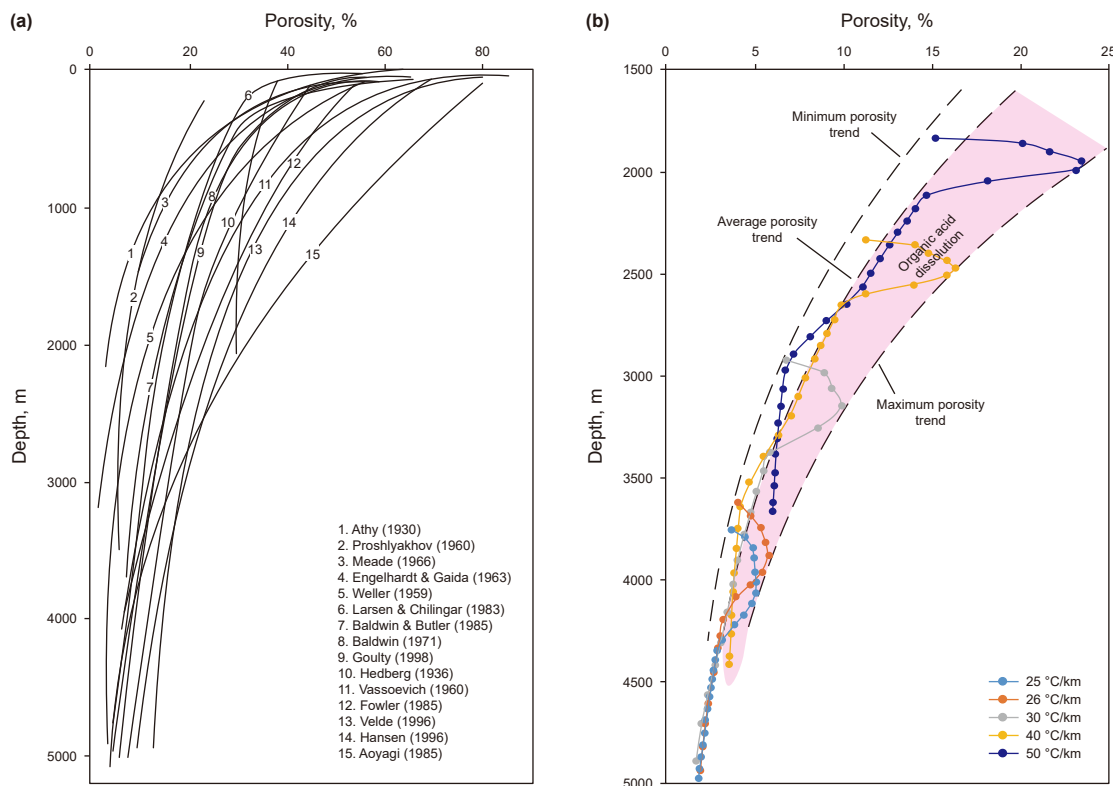 (a)
Porosity, %
0
20
40
60
80
0
1000
2000
3000
4000
5000
Depth, m
6
12
3
11
8
10
14
4
1
9
13
15
2
5
7
1. Athy (1930)
2. Proshlyakhov (1960)
3. Meade (1966)
4. Engelhardt & Gaida (1963)
5. Weller (1959)
6. Larsen & Chilingar (1983)
7. Baldwin & Butler (1985)
8. Baldwin (1971)
9. Goulty (1998)
10. Hedberg (1936)
11. Vassoevich (1960)
12. Fowler (1985)
13. Velde (1996)
14. Hansen (1996)
15. Aoyagi (1985)
(b)
Porosity, %
0
5
10
15
20
25
1500
2000
2500
3000
3500
4000
4500
5000
Depth, m
Minimum porosity
trend
Average porosity
trend
Organic acid
dissolution
Maximum porosity
trend
25 °C/km
26 °C/km
30 °C/km
40 °C/km
50 °C/km